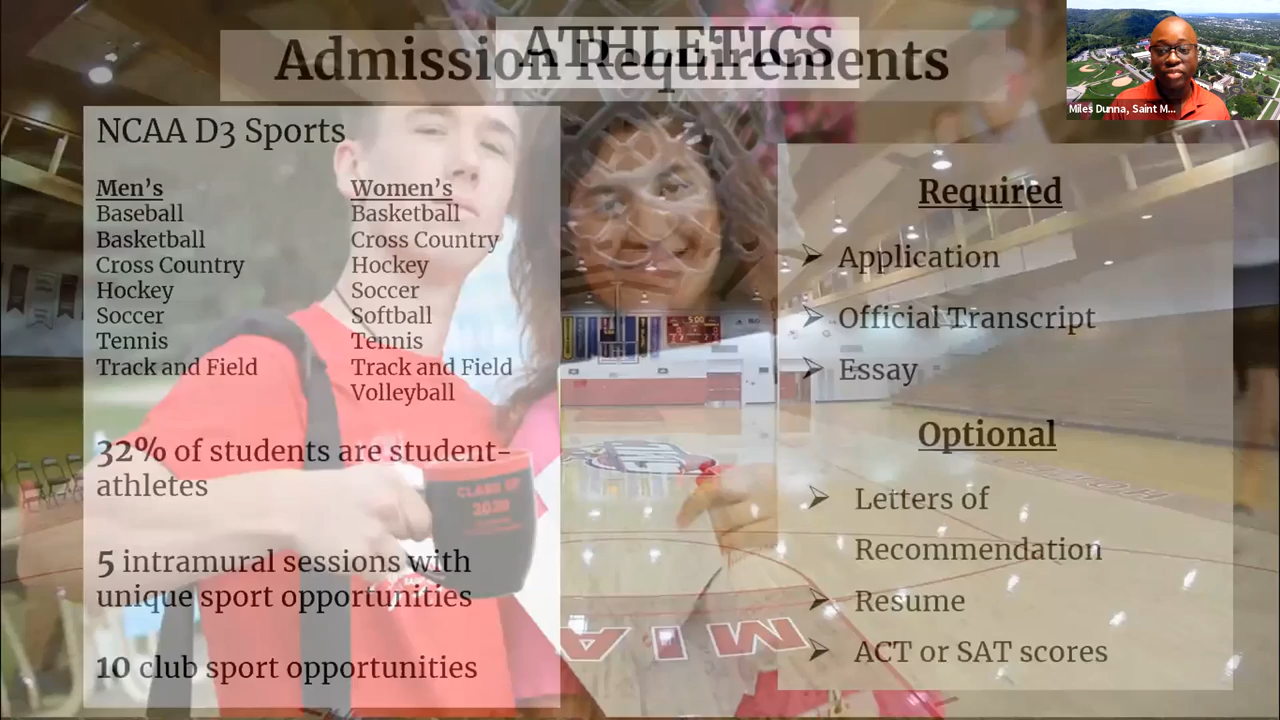 ATHLETICS
Admission Requirements
Miles Dunna, Saint M...
NCAA D3 Sports
Men's
Baseball
Basketball
Cross Country
Hockey
Soccer
Tennis
Track and Field
Women's
Basketball
Cross Country
Hockey
Soccer
Softball
Tennis
Track and Field
Volleyball
32% of students are student-
athletes
5 intramural sessions with
unique sport opportunities
10 club sport opportunities
Required
➢ Application
➢ Official Transcript
➢ Essay
Optional
➢ Letters of
Recommendation
➢ Resume
➢ ACT or SAT scores
CLASS OF
2020
5:00